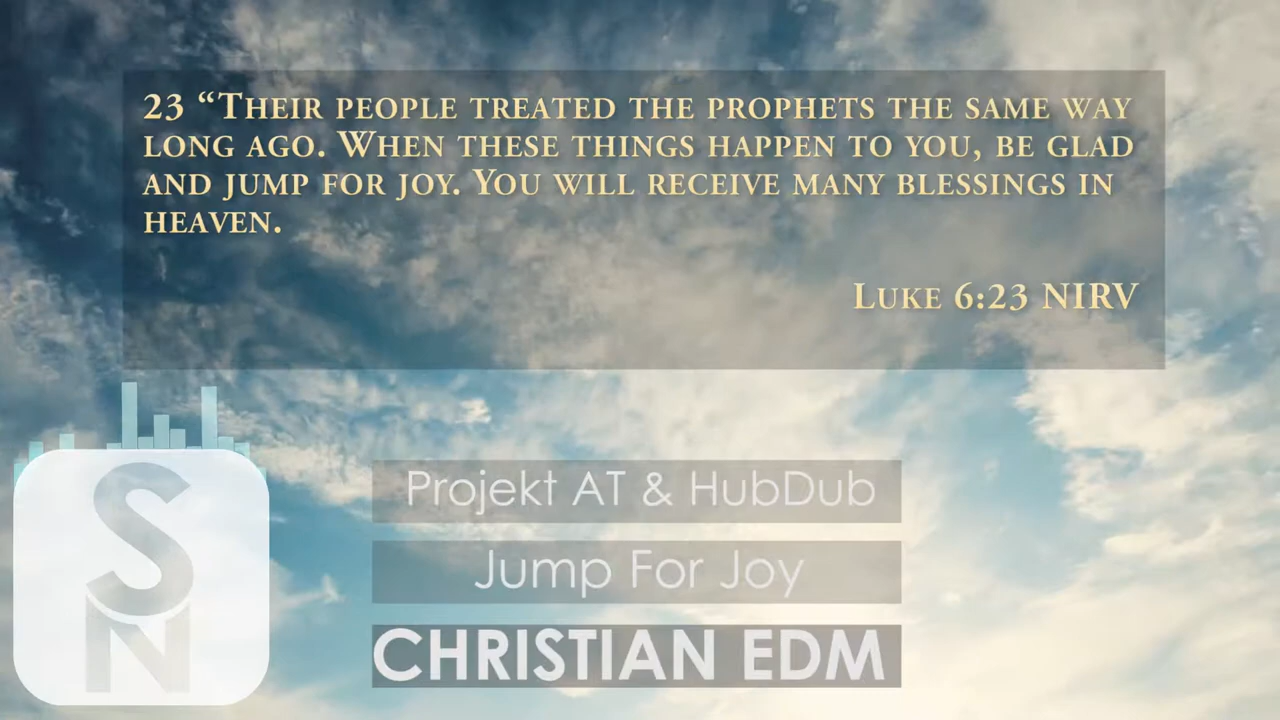 23 “Their people treated the prophets the same way
long ago. When these things happen to you, be glad
and jump for joy. You will receive many blessings in
heaven.
Luke 6:23 NIRV
Projekt AT & HubDub
Jump For Joy
CHRISTIAN EDM
S
N